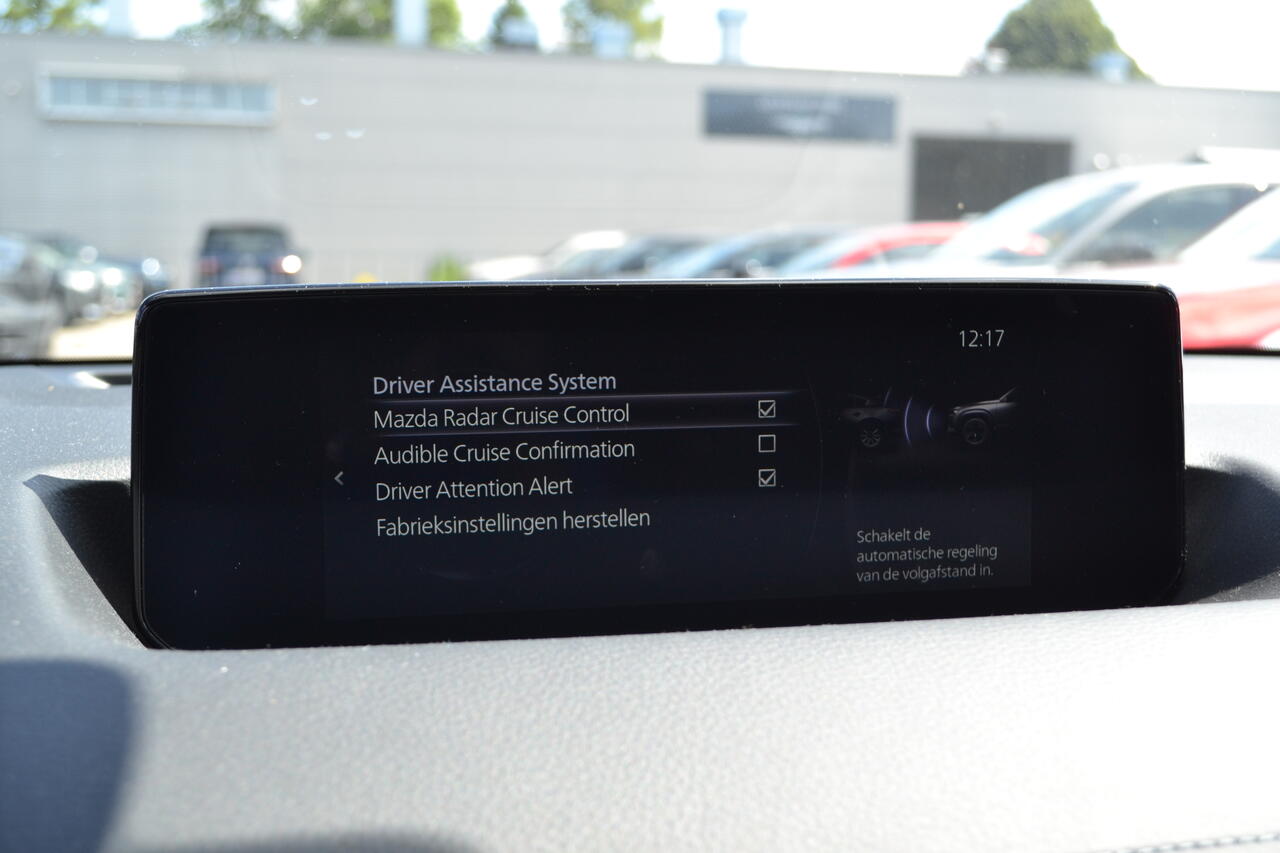 12:17
Driver Assistance System
Mazda Radar Cruise Control
Audible Cruise Confirmation
Driver Attention Alert
Fabrieksinstellingen herstellen
Schakelt de
automatische regeling
van de volgafstand in.